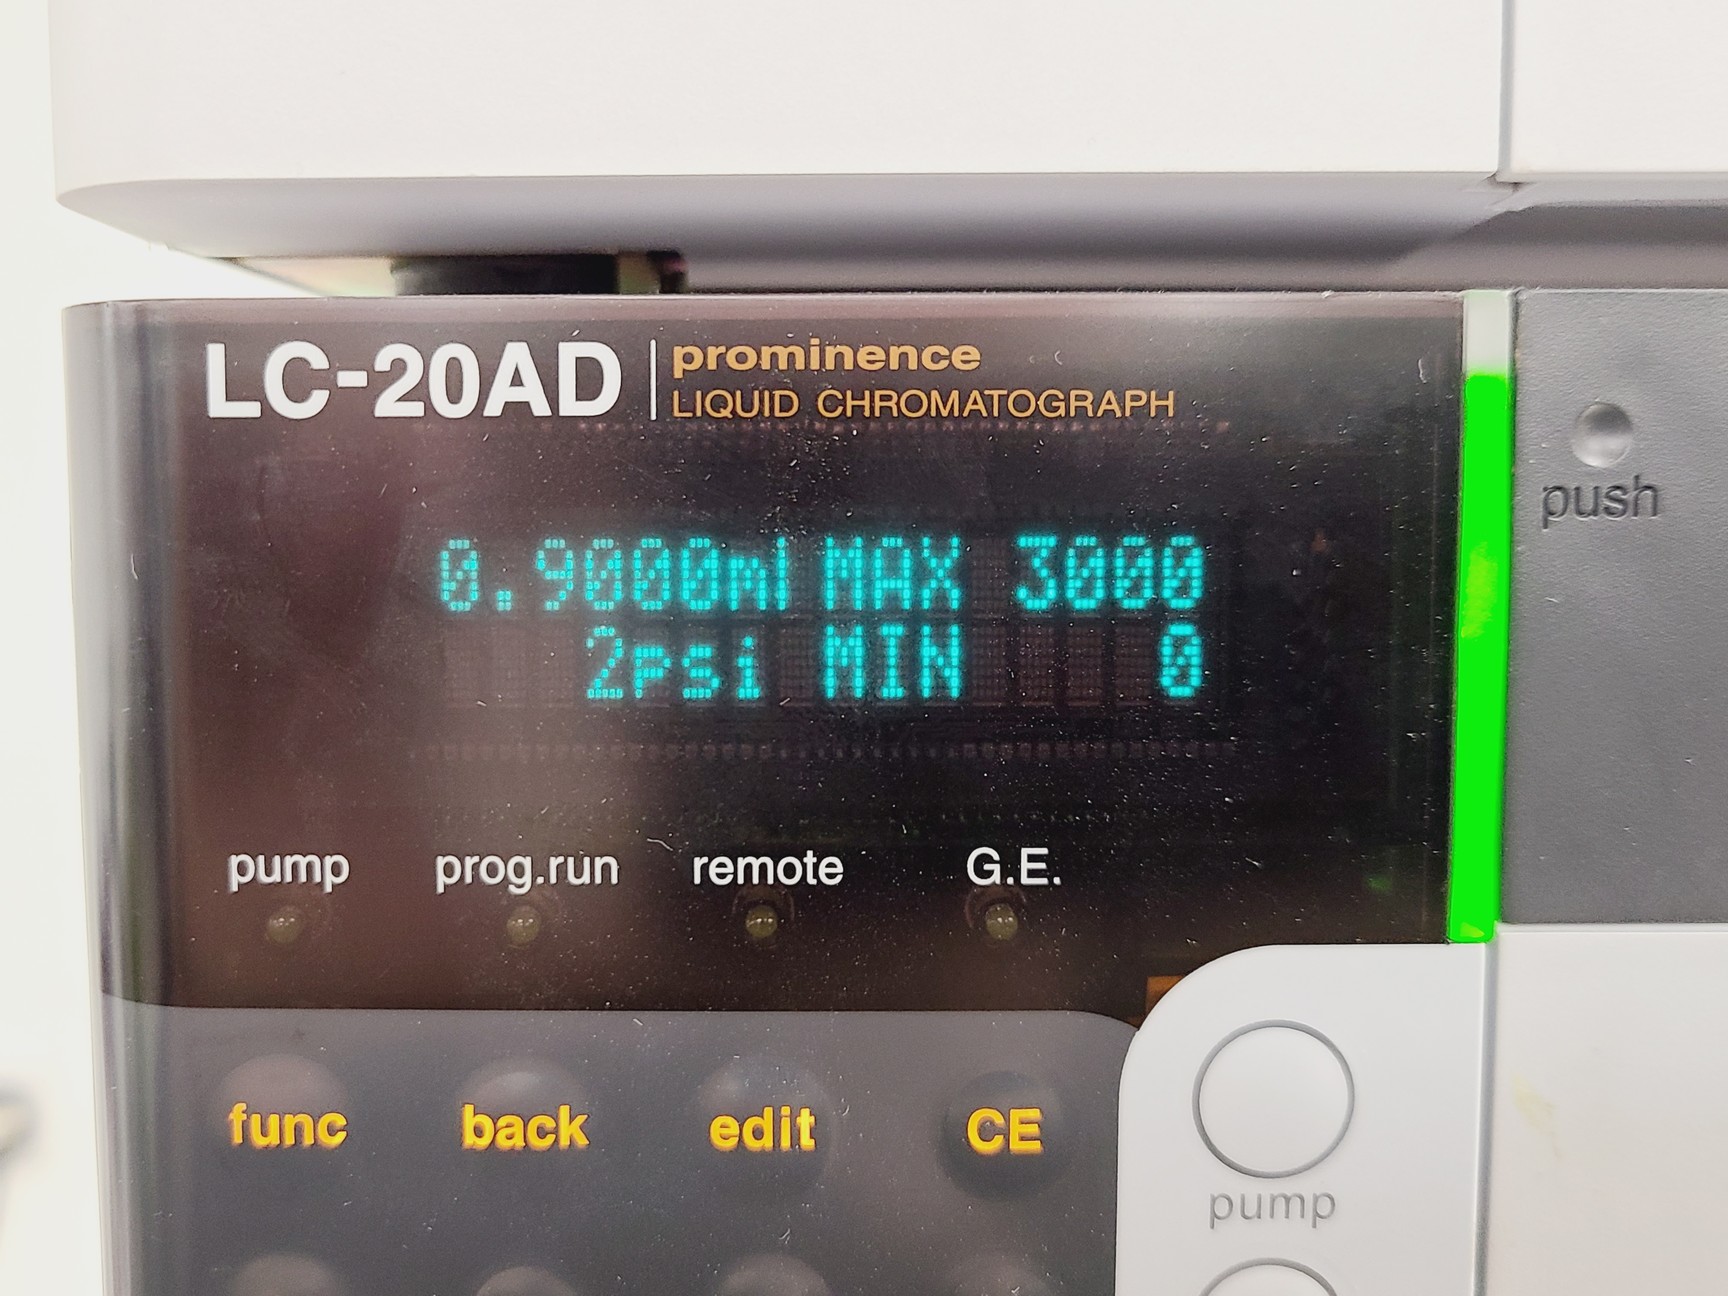 LC-20AD
prominence
LIQUID CHROMATOGRAPH
0.9000ml MAX 3000
2psi MIN 0
push
pump prog.run remote G.E.
func back edit CE
pump